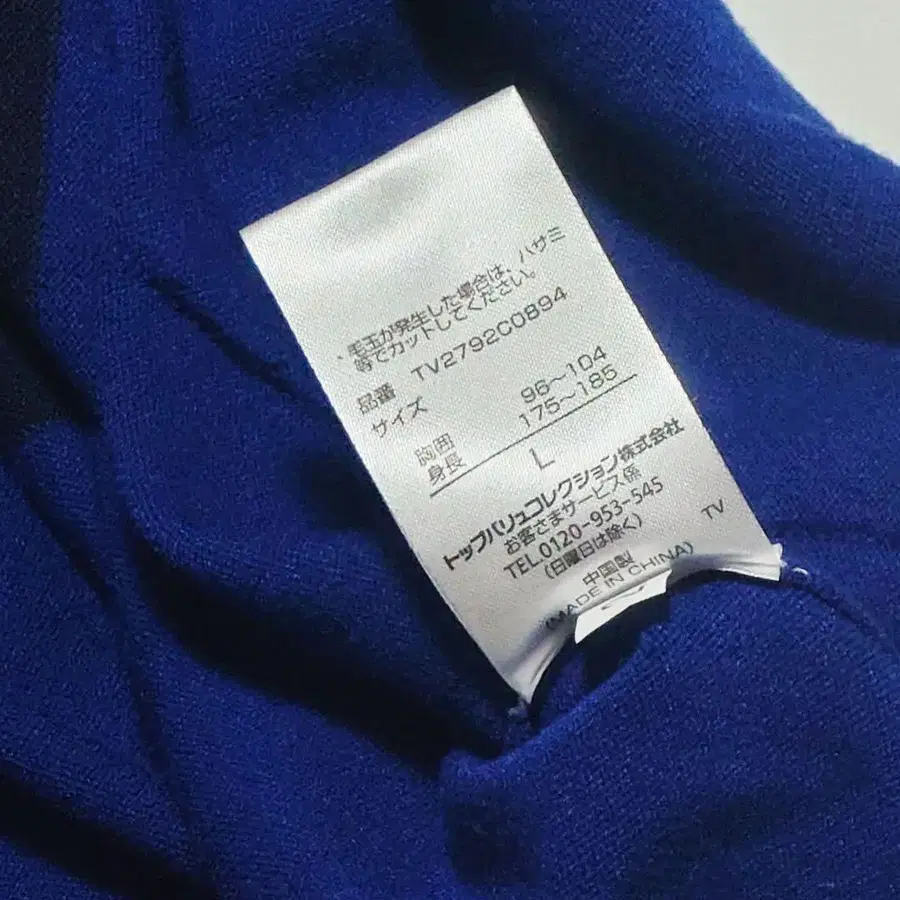 、毛玉が発生した場合は、ハサミ
等でカットしてください。
品番 TV2792C0894
サイズ
胸囲 96～104
身長 175～185
L
トップバリュコレクション株式会社
お客さまサービス係
TEL.0120-953-545
(日曜日は除く)
中国製
(MADE IN CHINA)
TV